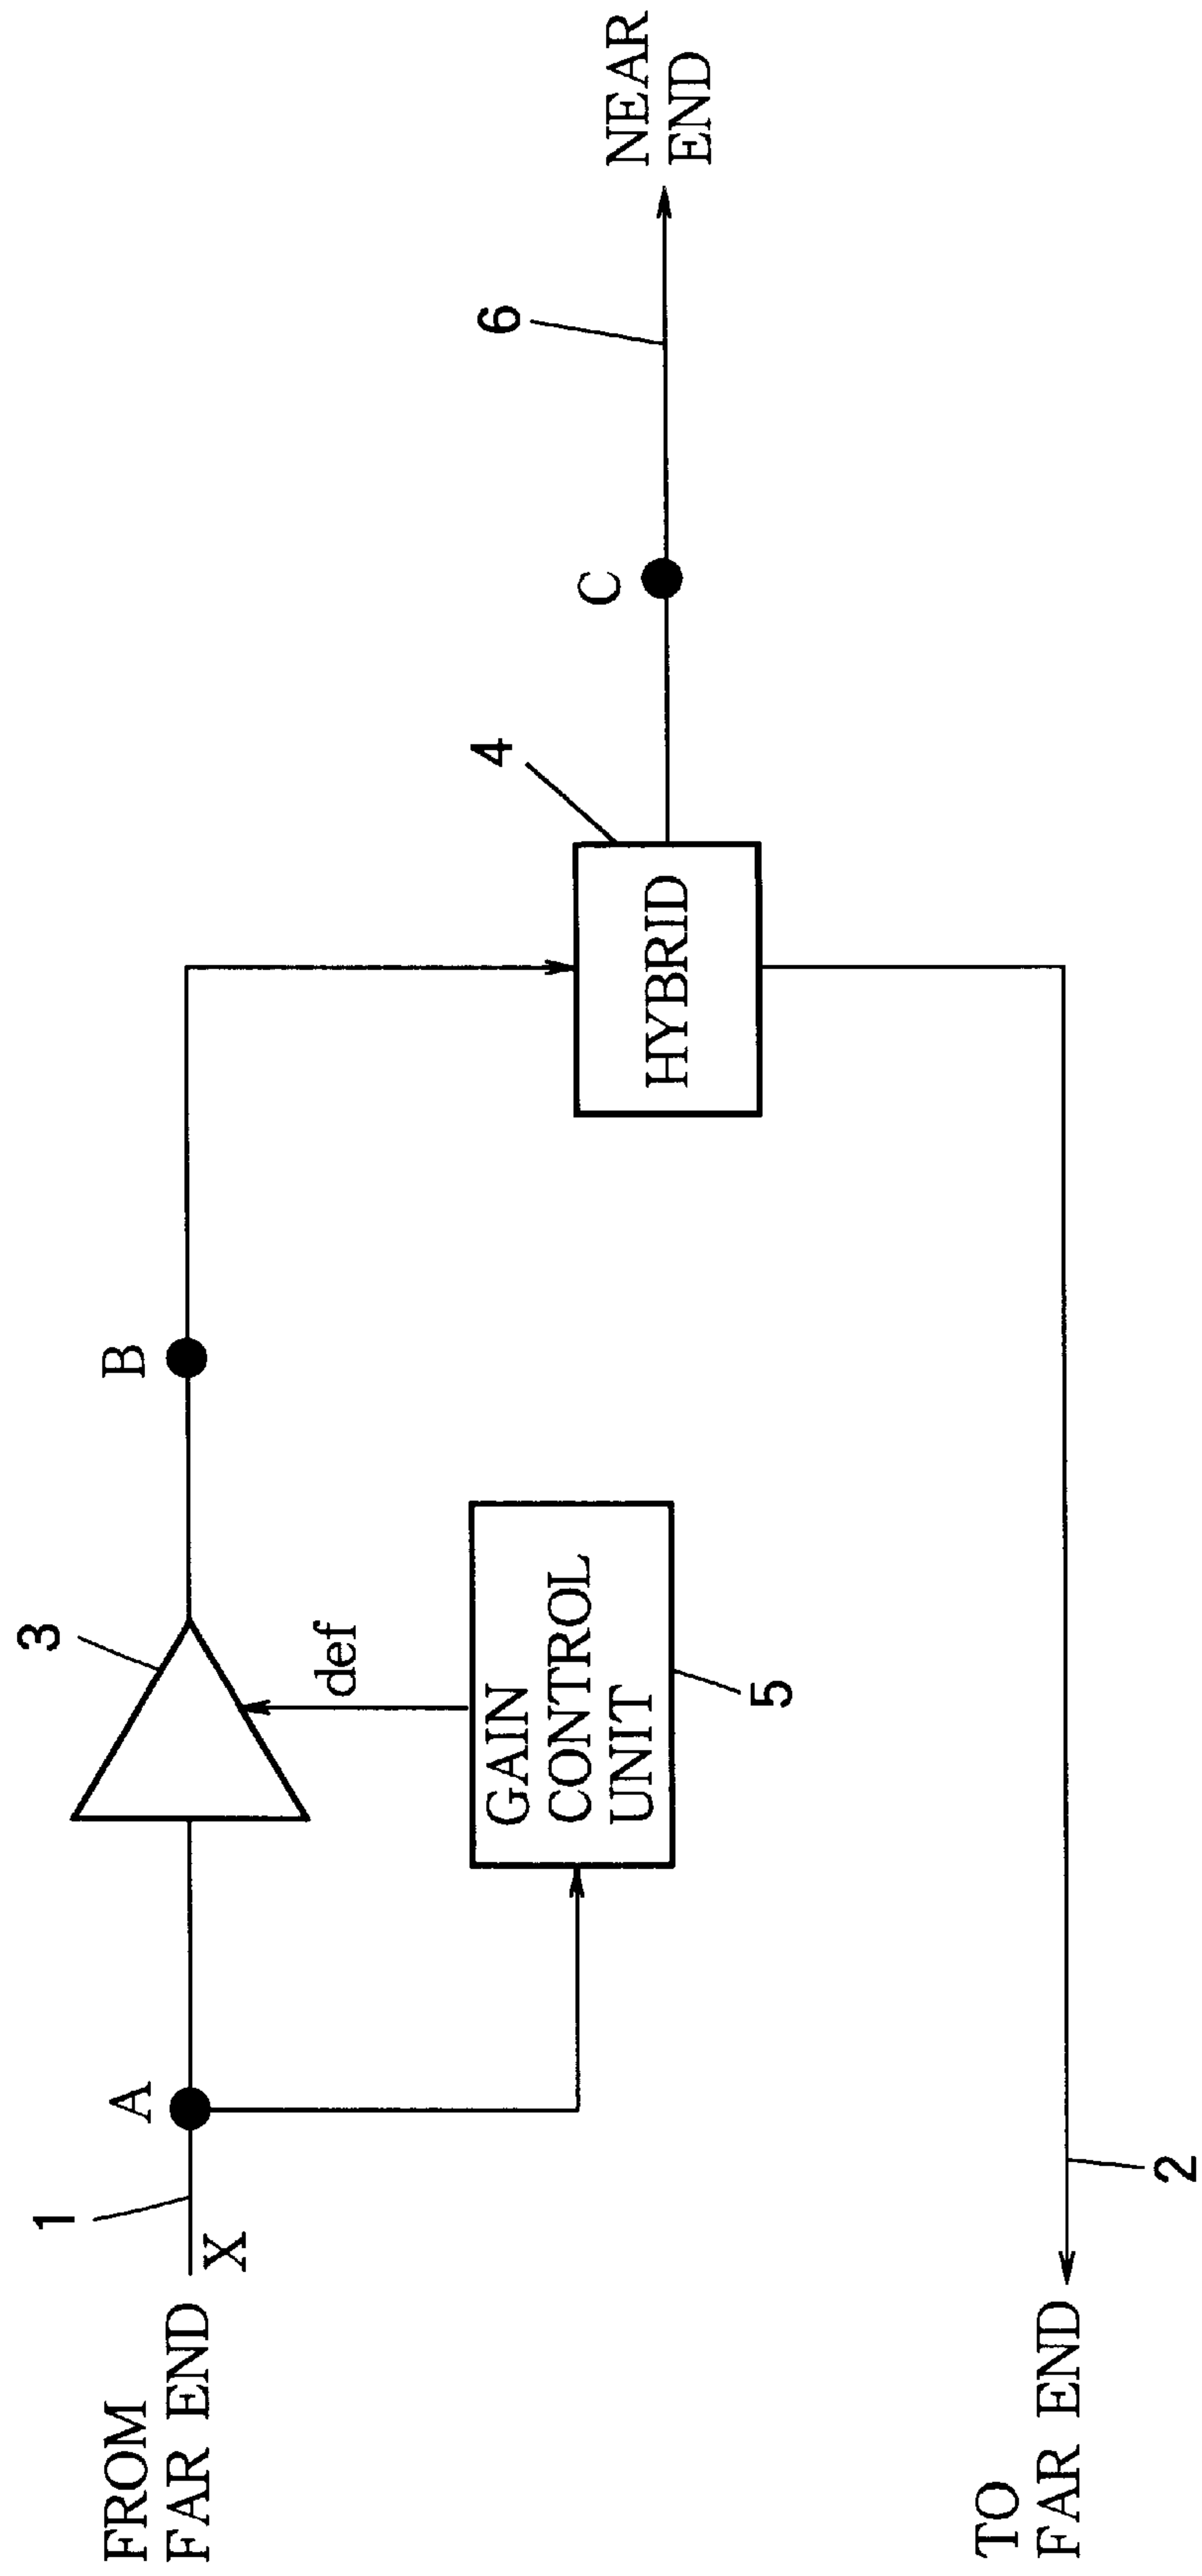 FROM
FAR END
1
X
A
3
def
GAIN
CONTROL
UNIT
5
B
HYBRID
4
C
6
NEAR
END
TO
FAR END
2